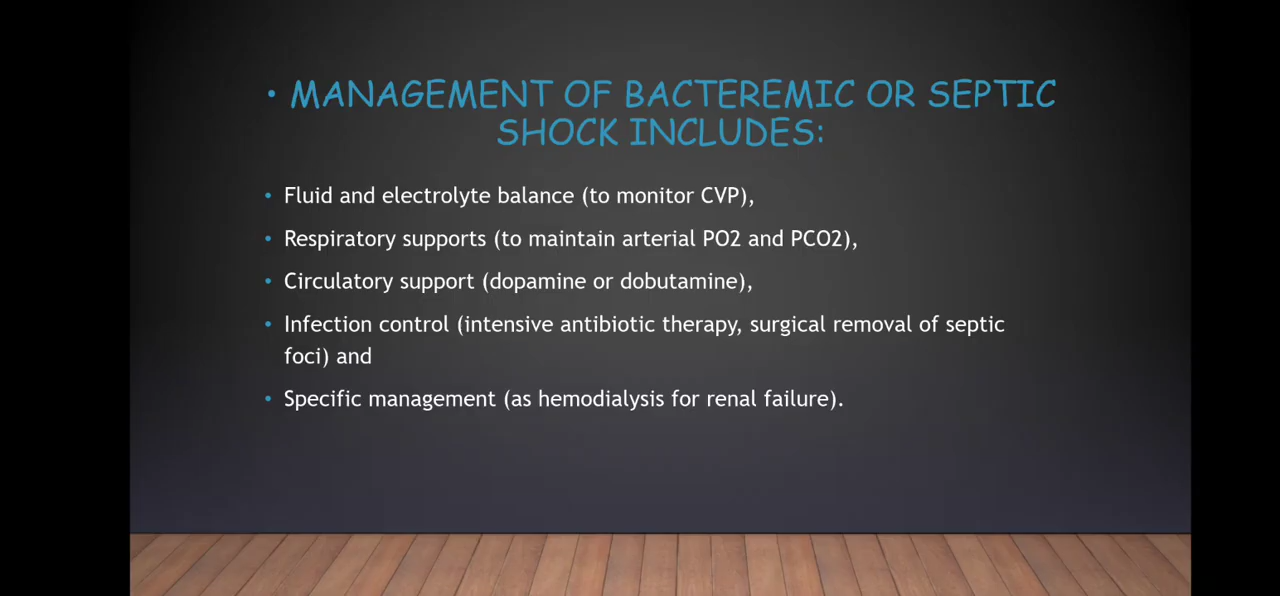 • MANAGEMENT OF BACTEREMIC OR SEPTIC
SHOCK INCLUDES:
• Fluid and electrolyte balance (to monitor CVP),
• Respiratory supports (to maintain arterial PO2 and PCO2),
• Circulatory support (dopamine or dobutamine),
• Infection control (intensive antibiotic therapy, surgical removal of septic
foci) and
• Specific management (as hemodialysis for renal failure).